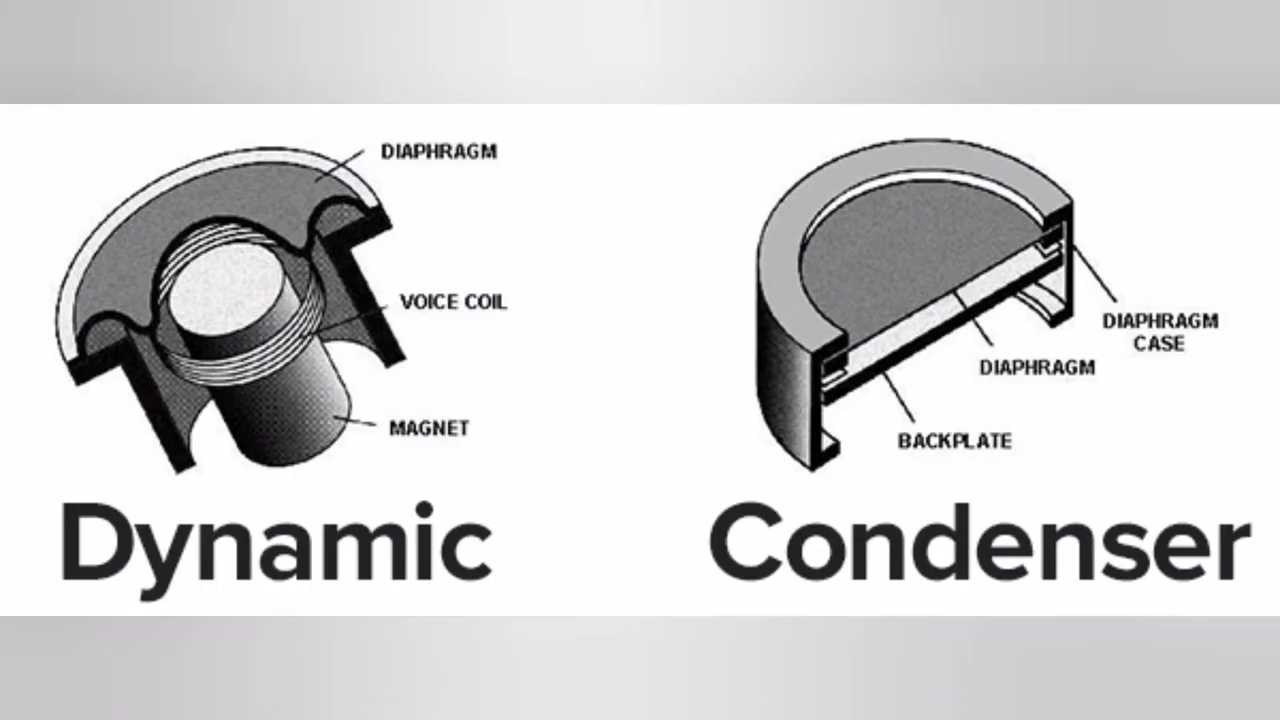 DIAPHRAGM
VOICE COIL
MAGNET
Dynamic
DIAPHRAGM
CASE
DIAPHRAGM
BACKPLATE
Condenser